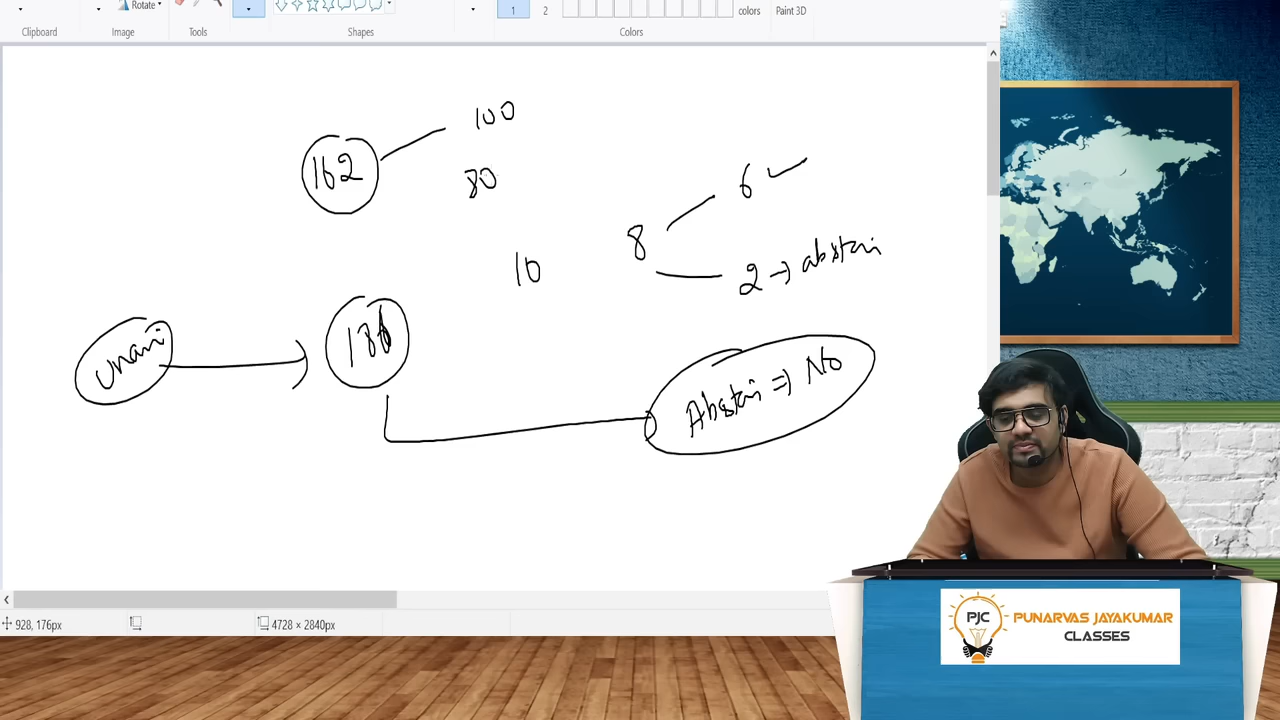 Rotate
1
2
colors
Paint 3D
Clipboard
Image
Tools
Shapes
Colors
162
100
80
6
8
2 → abstain
10
unani
186
Abstain ⇒ No
928, 176px
4728 × 2840px
PJC
PUNARVAS JAYAKUMAR
CLASSES